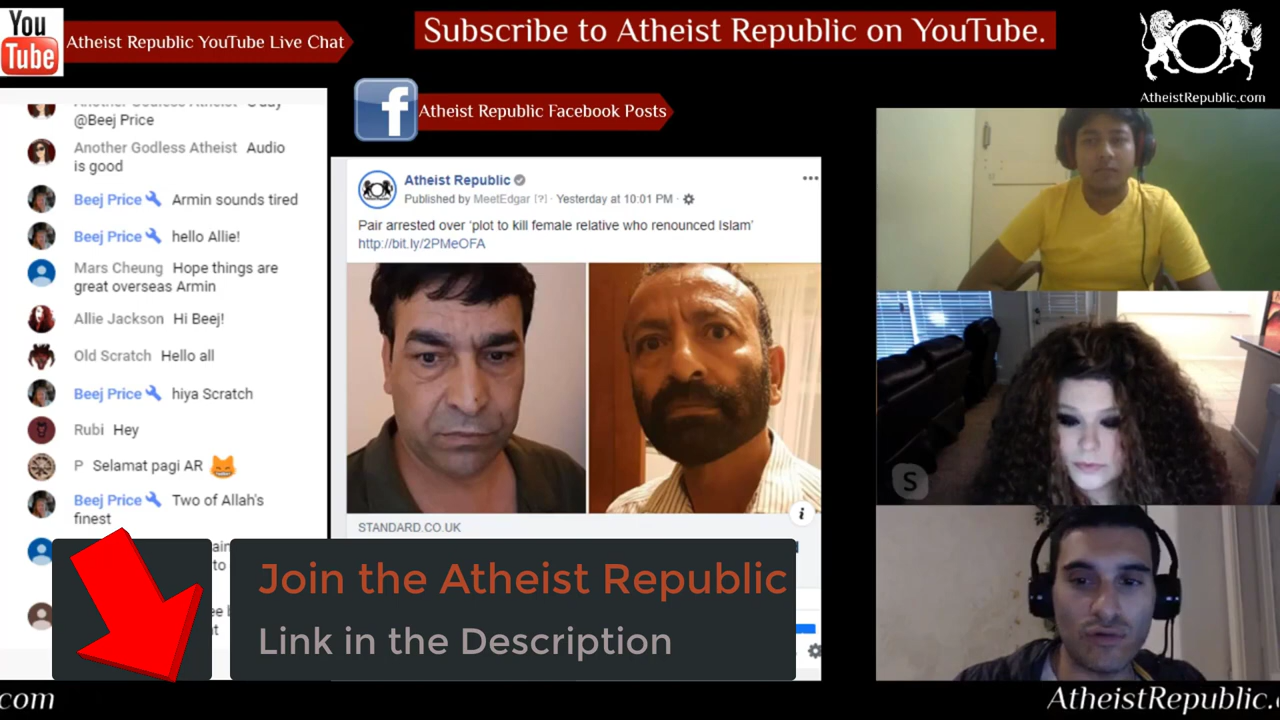 You
Tube
Atheist Republic YouTube Live Chat
Subscribe to Atheist Republic on YouTube.
AtheistRepublic.com
Atheist Republic Facebook Posts
Another Godless Atheist
@Beej Price
Another Godless Atheist Audio
is good
Beej Price Armin sounds tired
Beej Price hello Allie!
Mars Cheung Hope things are
great overseas Armin
Allie Jackson Hi Beej!
Old Scratch Hello all
Beej Price hiya Scratch
Rubi Hey
P Selamat pagi AR
Beej Price Two of Allah's
finest
Atheist Republic
Published by MeetEdgar [?] · Yesterday at 10:01 PM ·
Pair arrested over 'plot to kill female relative who renounced Islam'
http://bit.ly/2PMeOFA
STANDARD.CO.UK
S
Join the Atheist Republic
Link in the Description
.com
AtheistRepublic.